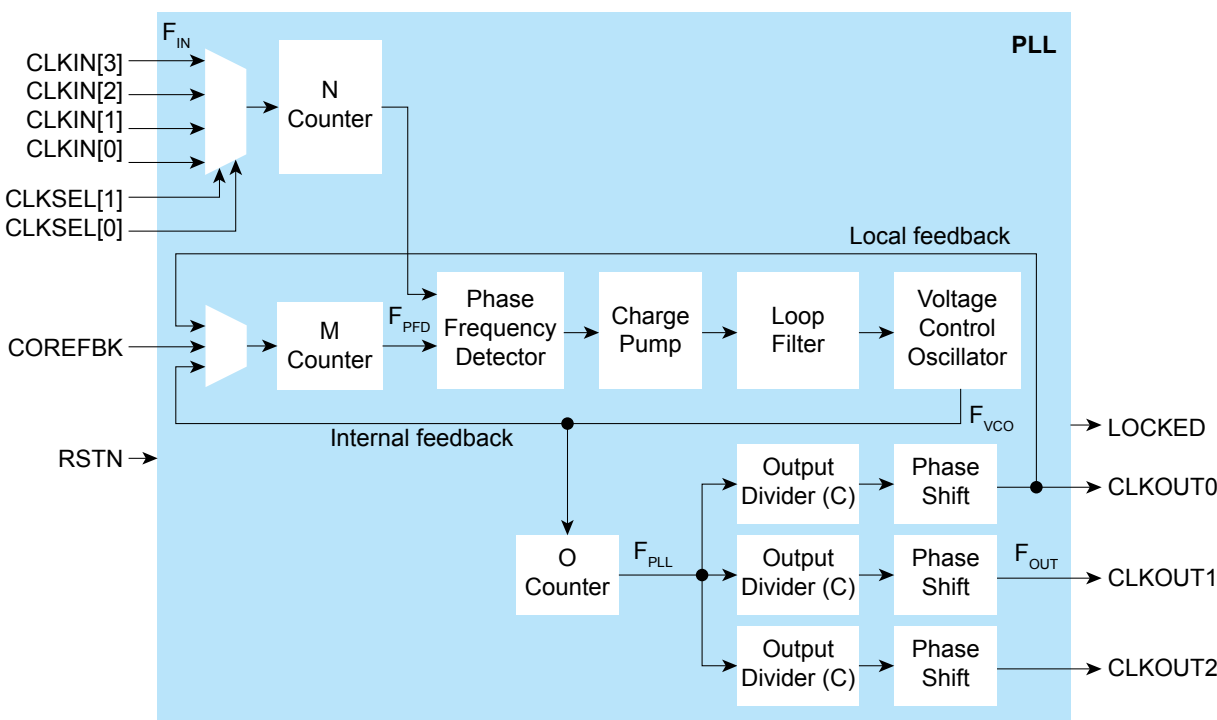 PLL
F_IN
CLKIN[3]
CLKIN[2]
CLKIN[1]
CLKIN[0]
CLKSEL[1]
CLKSEL[0]
N
Counter
Local feedback
COREFBK
M
Counter
F_PFD
Phase
Frequency
Detector
Charge
Pump
Loop
Filter
Voltage
Control
Oscillator
Internal feedback
F_VCO
RSTN
LOCKED
Output
Divider (C)
Phase
Shift
CLKOUT0
O
Counter
F_PLL
Output
Divider (C)
Phase
Shift
F_OUT
CLKOUT1
Output
Divider (C)
Phase
Shift
CLKOUT2